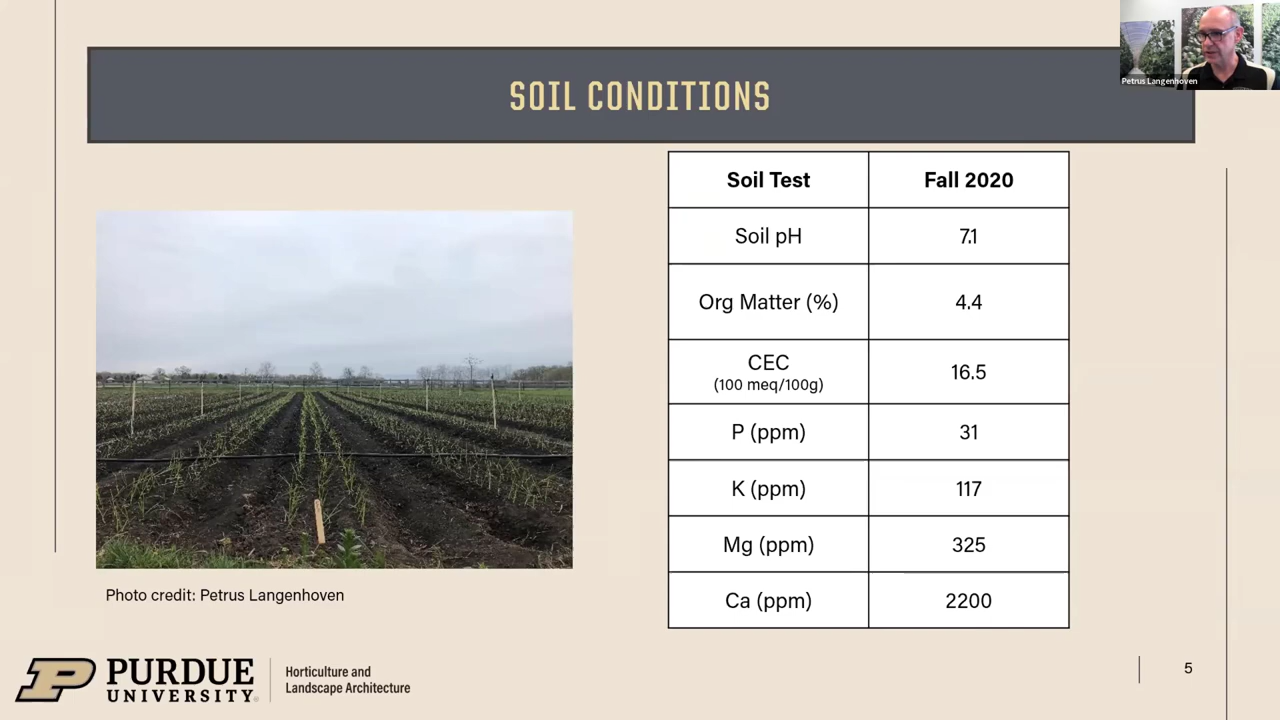 Petrus Langenhoven
SOIL CONDITIONS
Soil Test Fall 2020
Soil pH 7.1
Org Matter (%) 4.4
CEC
(100 meq/100g) 16.5
P (ppm) 31
K (ppm) 117
Mg (ppm) 325
Ca (ppm) 2200
Photo credit: Petrus Langenhoven
P PURDUE
UNIVERSITY®
Horticulture and
Landscape Architecture
5